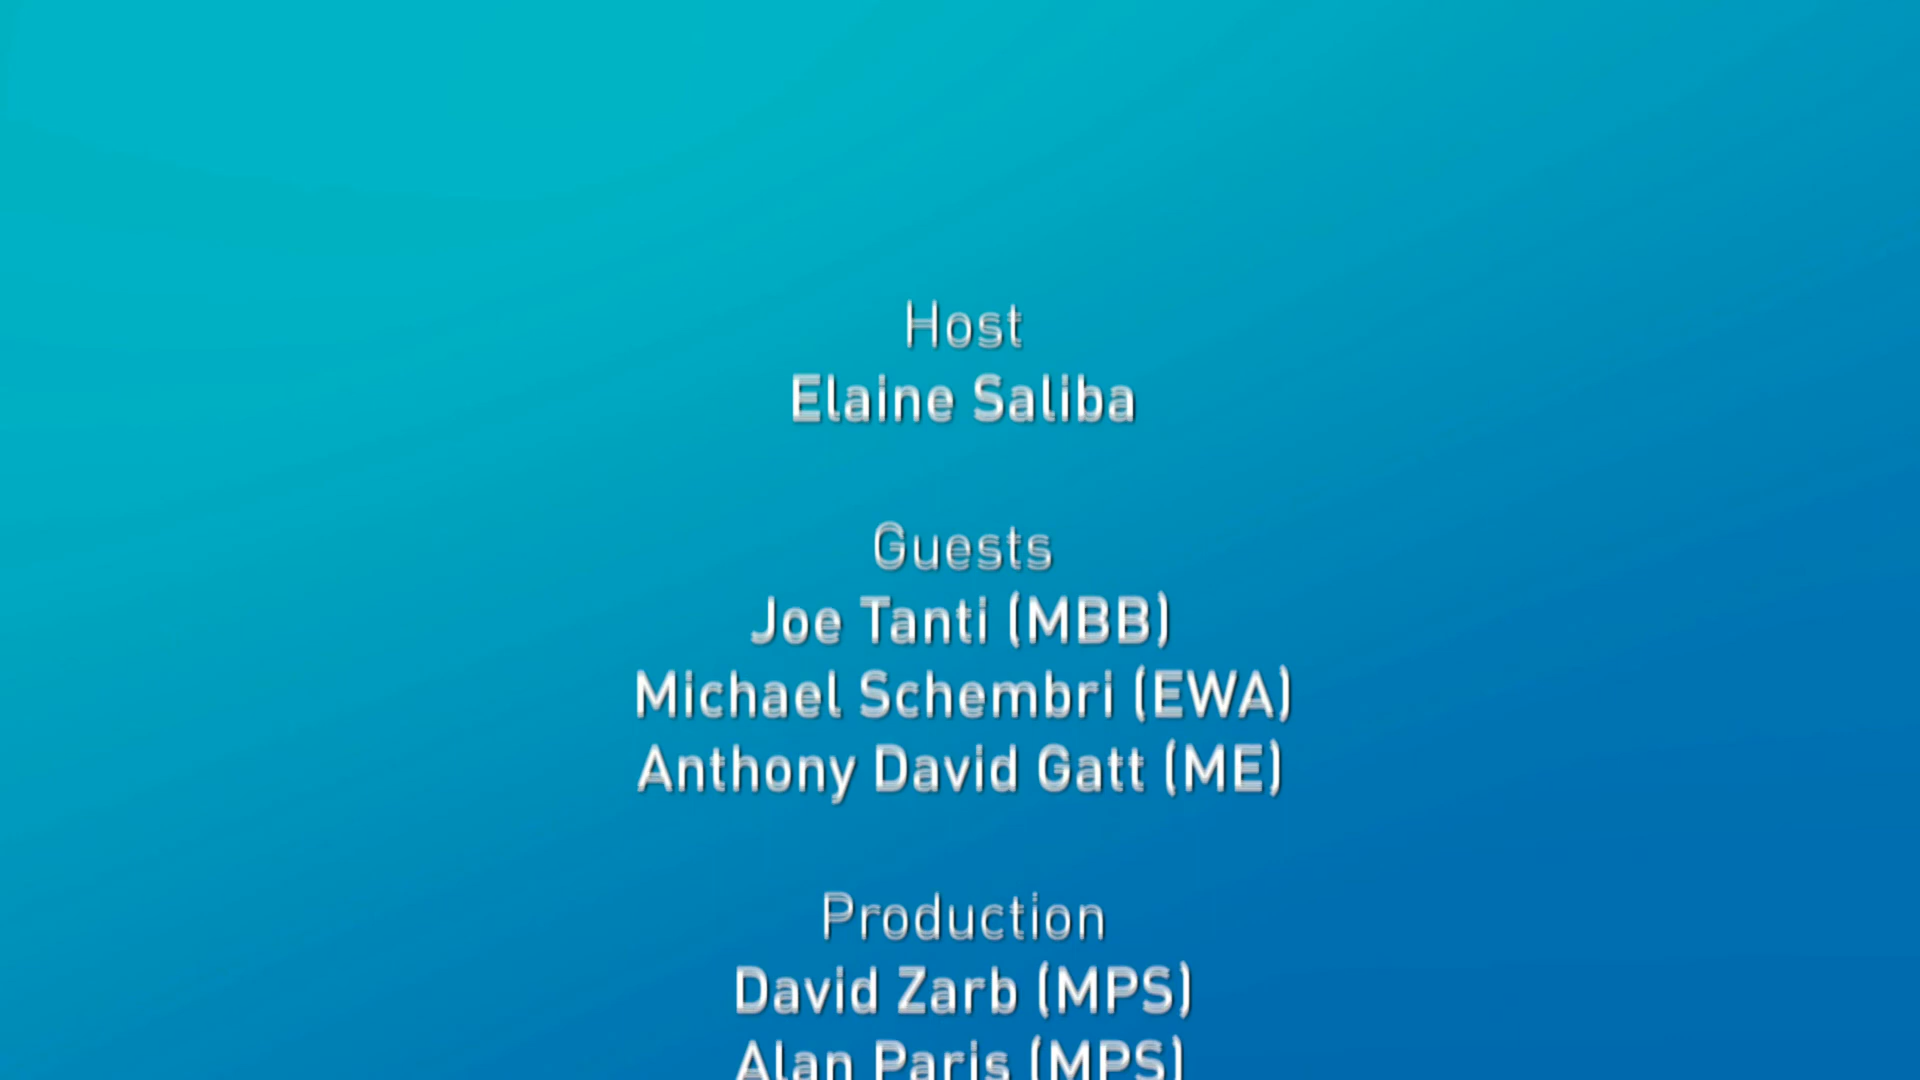 Host
Elaine Saliba
Guests
Joe Tanti (MBB)
Michael Schembri (EWA)
Anthony David Gatt (ME)
Production
David Zarb (MPS)
Alan Paris (MPS)